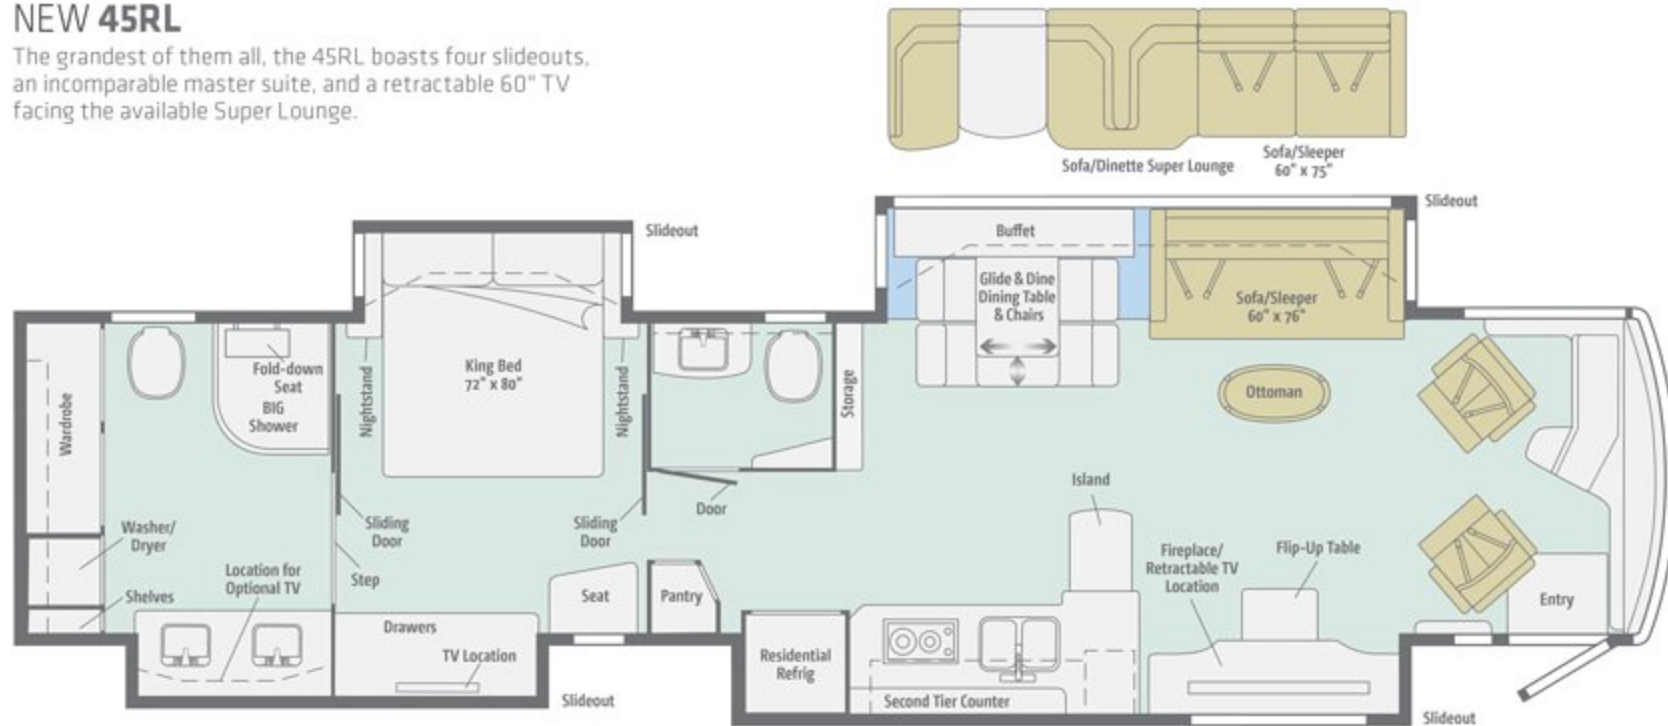 NEW 45RL
The grandest of them all, the 45RL boasts four slideouts,
an incomparable master suite, and a retractable 60" TV
facing the available Super Lounge.
Sofa/Dinette Super Lounge
Sofa/Sleeper
60" x 75"
Slideout
Slideout
Buffet
Glide & Dine
Dining Table
& Chairs
Sofa/Sleeper
60" x 76"
Wardrobe
Fold-down
Seat
BIG
Shower
Nightstand
King Bed
72" x 80"
Nightstand
Storage
Ottoman
Washer/
Dryer
Shelves
Location for
Optional TV
Sliding
Door
Step
Sliding
Door
Door
Island
Fireplace/
Retractable TV
Location
Flip-Up Table
Seat
Pantry
Entry
Drawers
TV Location
Residential
Refrig
Second Tier Counter
Slideout
Slideout